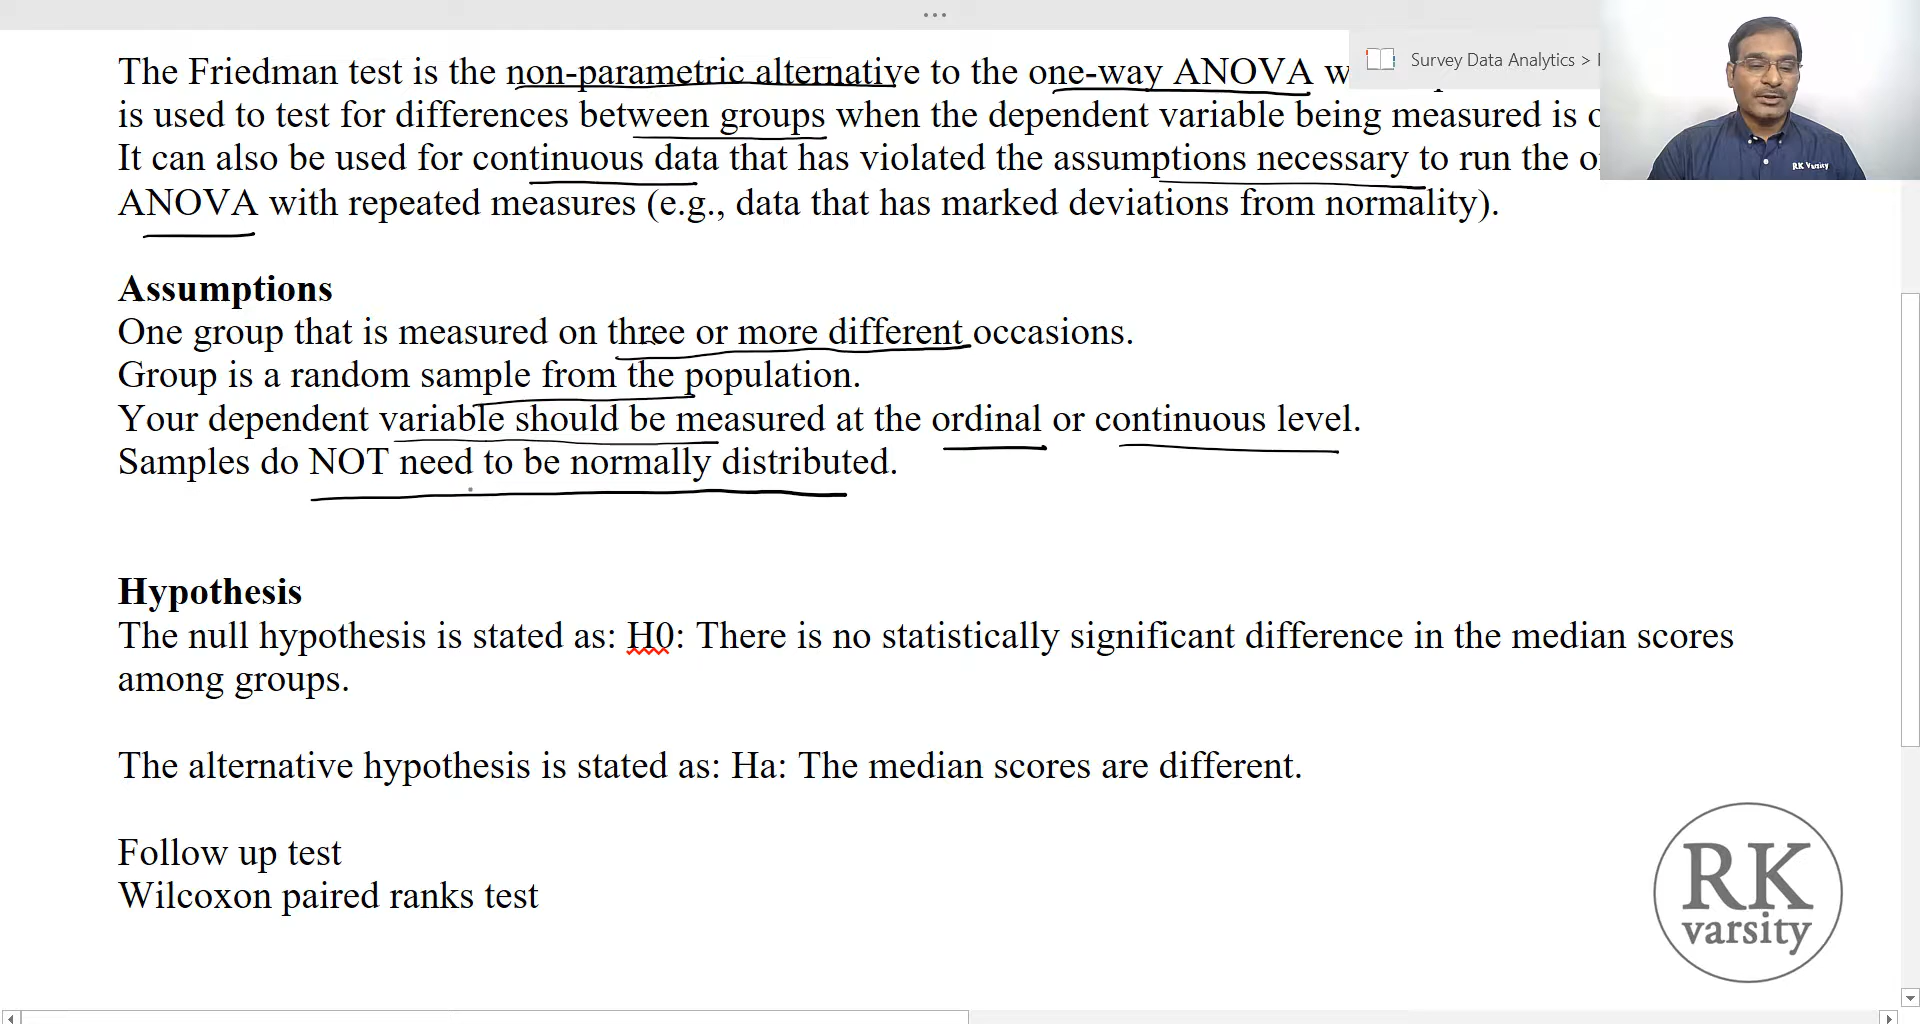 The Friedman test is the non-parametric alternative to the one-way ANOVA
Survey Data Analytics >
is used to test for differences between groups when the dependent variable being measured is
It can also be used for continuous data that has violated the assumptions necessary to run the
ANOVA with repeated measures (e.g., data that has marked deviations from normality).
RK Varsity
Assumptions
One group that is measured on three or more different occasions.
Group is a random sample from the population.
Your dependent variable should be measured at the ordinal or continuous level.
Samples do NOT need to be normally distributed.
Hypothesis
The null hypothesis is stated as: H0: There is no statistically significant difference in the median scores
among groups.
The alternative hypothesis is stated as: Ha: The median scores are different.
Follow up test
Wilcoxon paired ranks test
RK
varsity